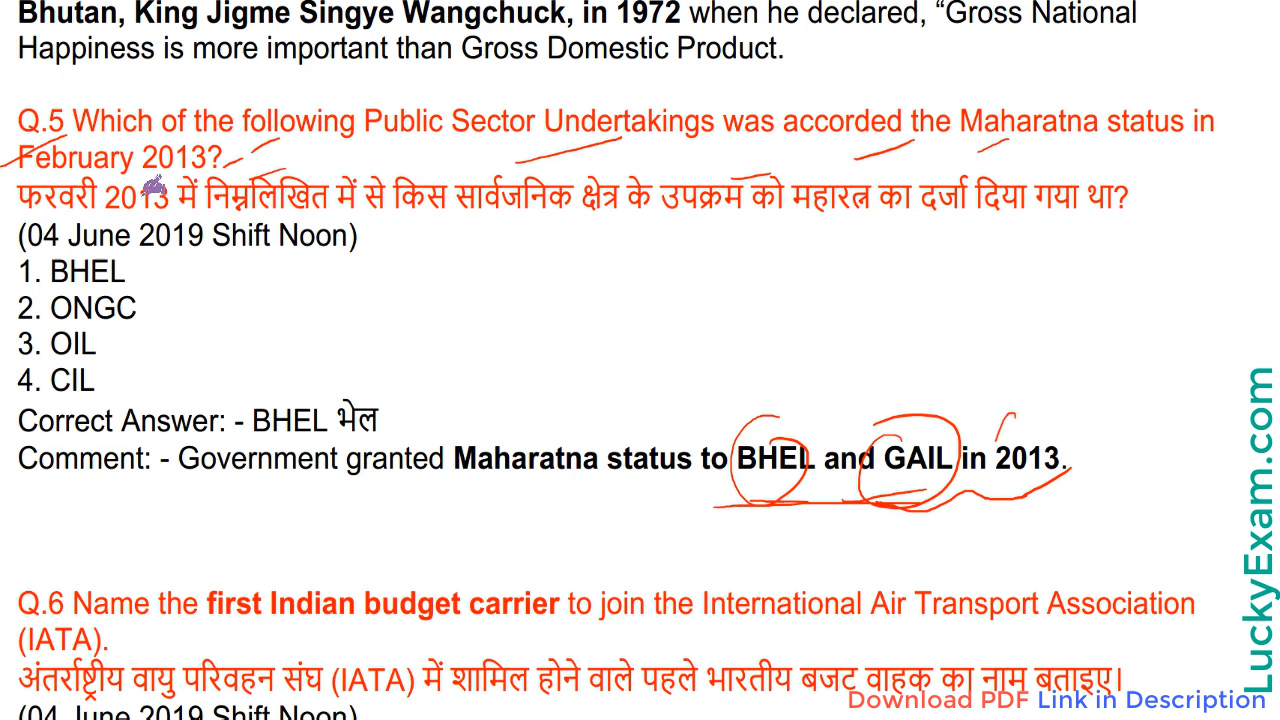 Bhutan, King Jigme Singye Wangchuck, in 1972 when he declared, “Gross National
Happiness is more important than Gross Domestic Product.
Q.5 Which of the following Public Sector Undertakings was accorded the Maharatna status in
February 2013?
फरवरी 2013 में निम्नलिखित में से किस सार्वजनिक क्षेत्र के उपक्रम को महारत्न का दर्जा दिया गया था?
(04 June 2019 Shift Noon)
1. BHEL
2. ONGC
3. OIL
4. CIL
Correct Answer: - BHEL भेल
Comment: - Government granted Maharatna status to BHEL and GAIL in 2013.
Q.6 Name the first Indian budget carrier to join the International Air Transport Association
(IATA).
अंतर्राष्ट्रीय वायु परिवहन संघ (IATA) में शामिल होने वाले पहले भारतीय बजट वाहक का नाम बताइए।
(04 June 2019 Shift Noon)
Download PDF Link in Description
LuckyExam.com